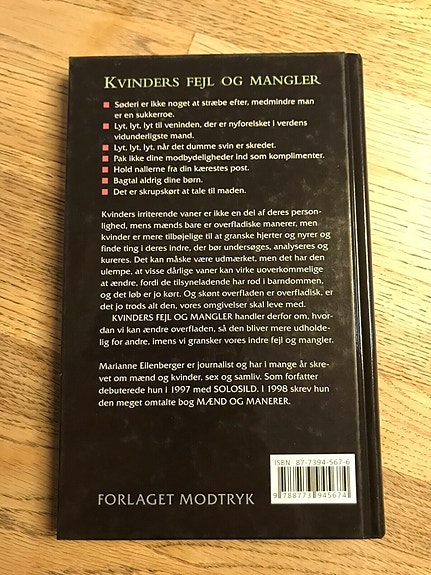 KVINDERS FEJL OG MANGLER
Søderi er ikke noget at stræbe efter, medmindre man
er en sukkerroe.
Lyt, lyt, lyt til veninden, der er nyforelsket i verdens
vidunderligste mand.
Lyt, lyt, lyt, når det dumme svin er skredet.
Pak ikke dine modbydeligheder ind som komplimenter.
Hold nallerne fra din kærestes post.
Bagtal aldrig dine børn.
Det er skrupskørt at tale til maden.
Kvinders irriterende vaner er ikke en del af deres person-
lighed, mens mænds bare er overfladiske manerer, men
kvinder er mere tilbøjelige til at granske hjerter og nyrer og
finde ting i deres indre, der bør undersøges, analyseres og
kureres. Det kan måske være udmærket, men det har den
ulempe, at visse dårlige vaner kan virke uoverkommelige
at ændre, fordi de tilsyneladende har rod i barndommen,
og det løb er jo kørt. Og skønt overfladen er overfladisk, er
det jo trods alt den, vores omgivelser skal leve med.
KVINDERS FEJL OG MANGLER handler derfor om, hvor-
dan vi kan ændre overfladen, så den bliver mere udholde-
lig for andre, imens vi gransker vores indre fejl og mangler.
Marianne Eilenberger er journalist og har i mange år skre-
vet om mænd og kvinder, sex og samliv. Som forfatter
debuterede hun i 1997 med SOLOSILD. I 1998 skrev hun
den meget omtalte bog MÆND OG MANERER.
ISBN 87-7394-567-6
9 788773 945674
FORLAGET MODTRYK